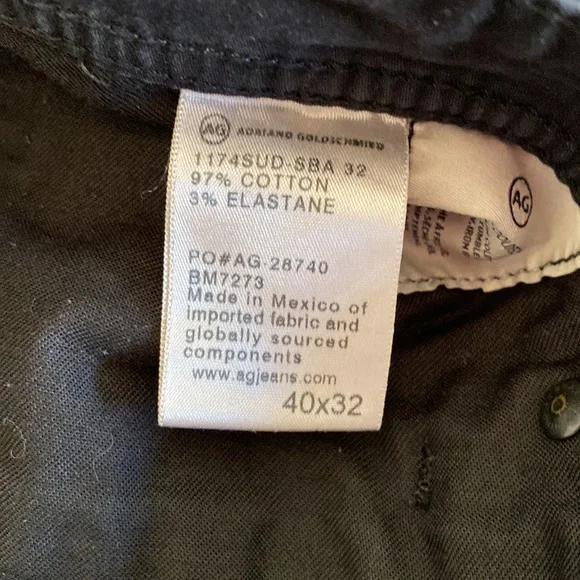 AG ADRIANO GOLDSCHMIED
1174SUD-SBA 32
97% COTTON
3% ELASTANE
PO#AG-28740
BM7273
Made in Mexico of
imported fabric and
globally sourced
components
www.agjeans.com
40x32
AG